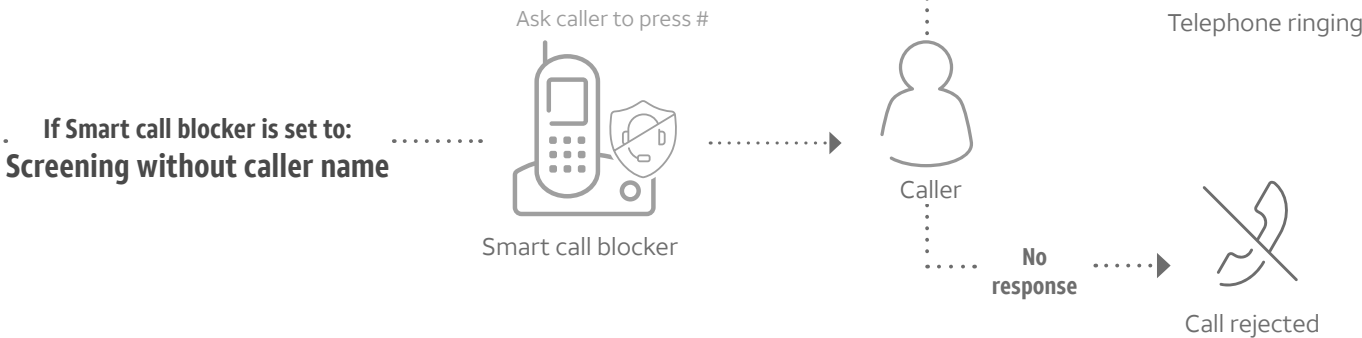 Ask caller to press #
Telephone ringing
If Smart call blocker is set to:
Screening without caller name
Caller
Smart call blocker
No
response
Call rejected